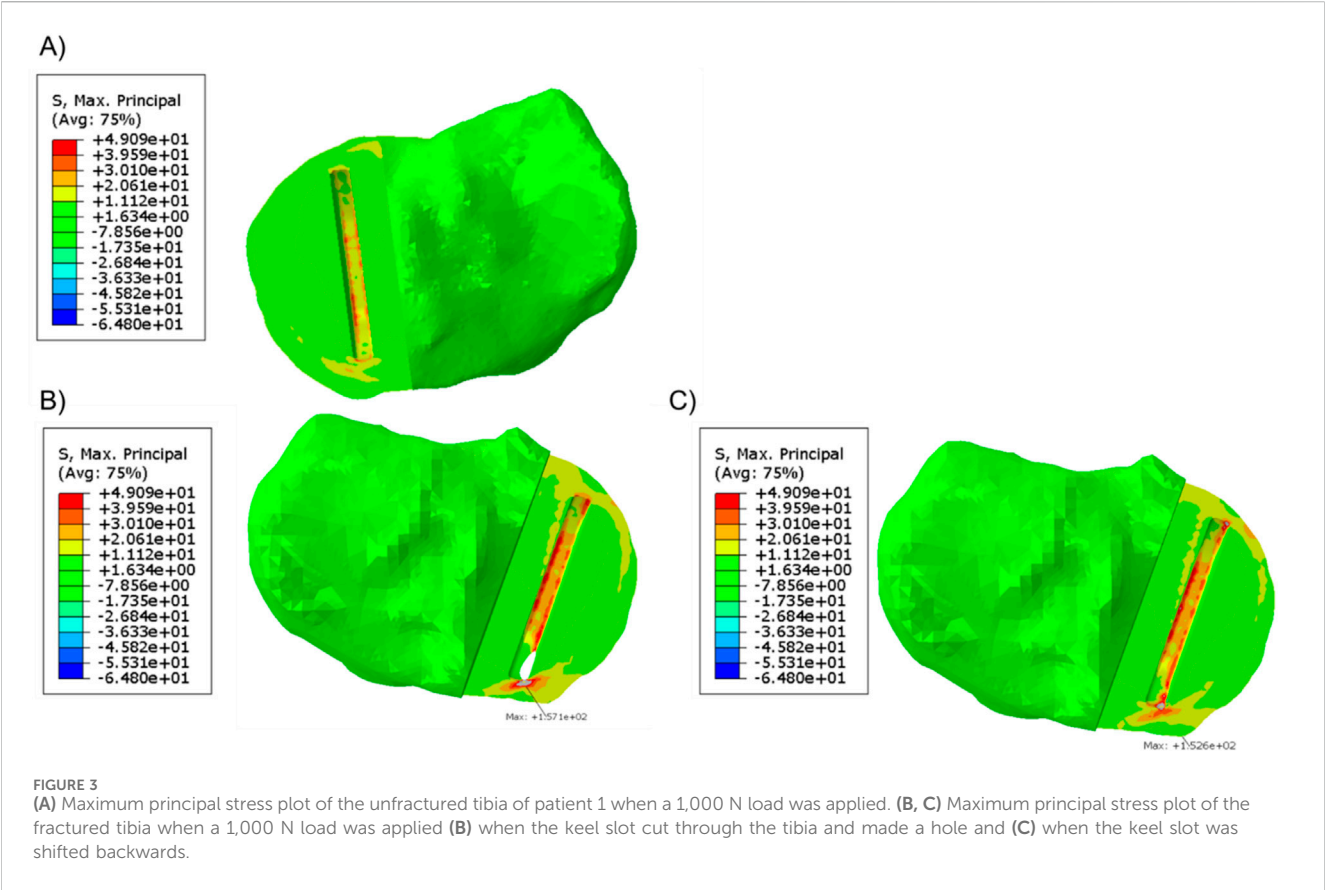 A)
S, Max. Principal
(Avg: 75%)
+4.909e+01
+3.959e+01
+3.010e+01
+2.061e+01
+1.112e+01
+1.634e+00
-7.856e+00
-1.735e+01
-2.684e+01
-3.633e+01
-4.582e+01
-5.531e+01
-6.480e+01
B)
S, Max. Principal
(Avg: 75%)
+4.909e+01
+3.959e+01
+3.010e+01
+2.061e+01
+1.112e+01
+1.634e+00
-7.856e+00
-1.735e+01
-2.684e+01
-3.633e+01
-4.582e+01
-5.531e+01
-6.480e+01
Max: +1.571e+02
C)
S, Max. Principal
(Avg: 75%)
+4.909e+01
+3.959e+01
+3.010e+01
+2.061e+01
+1.112e+01
+1.634e+00
-7.856e+00
-1.735e+01
-2.684e+01
-3.633e+01
-4.582e+01
-5.531e+01
-6.480e+01
Max: +1.526e+02
FIGURE 3
(A) Maximum principal stress plot of the unfractured tibia of patient 1 when a 1,000 N load was applied. (B, C) Maximum principal stress plot of the
fractured tibia when a 1,000 N load was applied (B) when the keel slot cut through the tibia and made a hole and (C) when the keel slot was
shifted backwards.